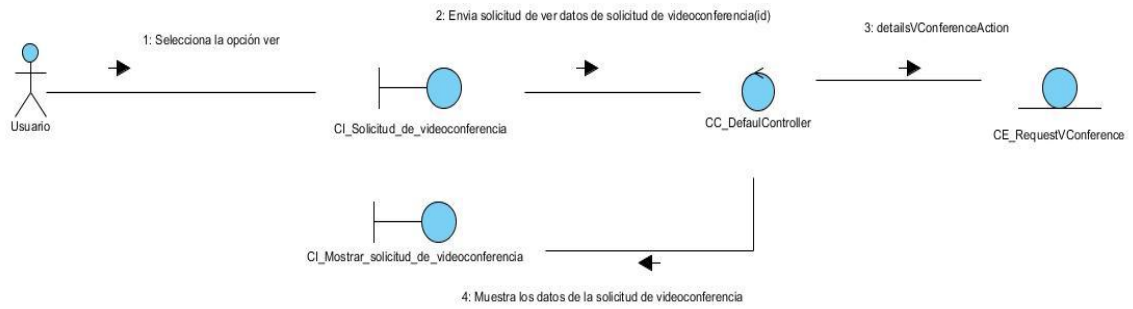 2: Envia solicitud de ver datos de solicitud de videoconferencia(id)
1: Selecciona la opción ver
3: detailsVConferenceAction
Usuario
CI_Solicitud_de_videoconferencia
CC_DefaulController
CE_RequestVConference
CI_Mostrar_solicitud_de_videoconferencia
4: Muestra los datos de la solicitud de videoconferencia